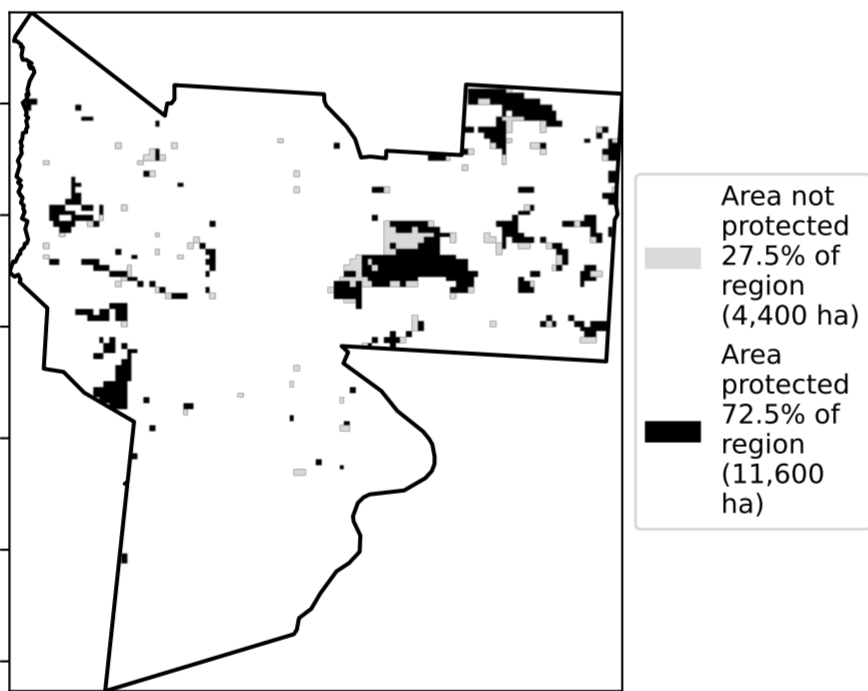 Area not
protected
27.5% of
region
(4,400 ha)
Area
protected
72.5% of
region
(11,600
ha)